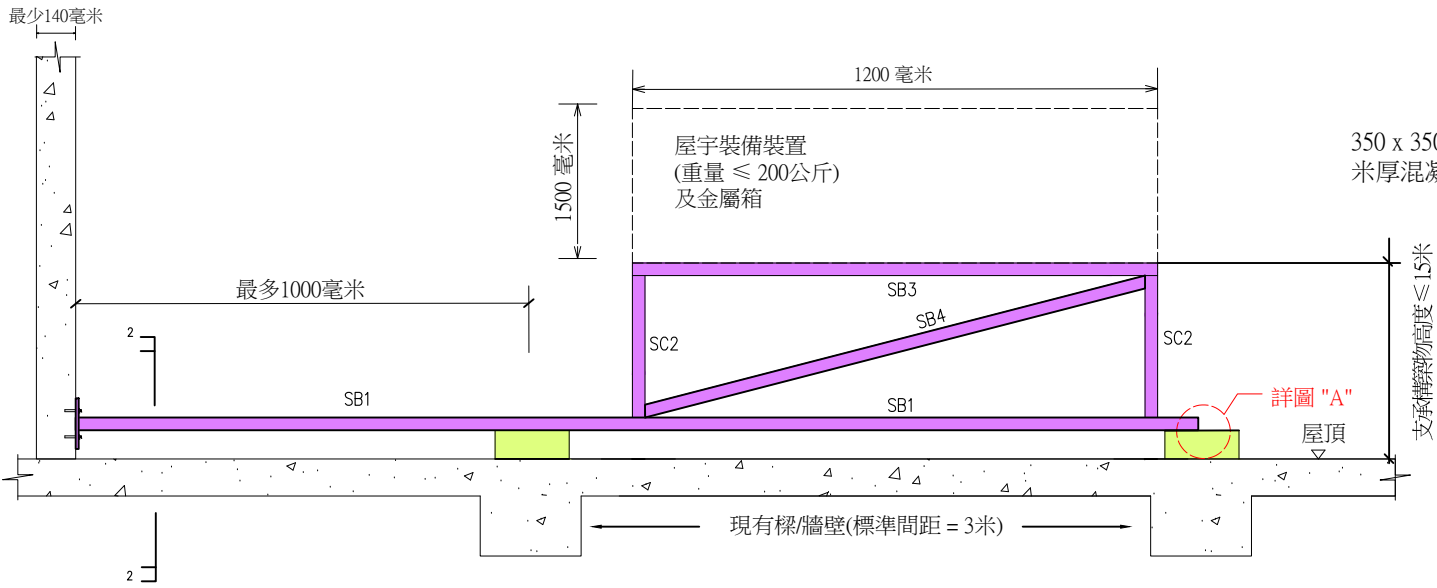 最少140毫米
1200 毫米
屋宇裝備裝置
(重量 ≤ 200公斤)
及金屬箱
1500 毫米
350 x 350
米厚混凝
最多1000毫米
SB3
SB4
SC2
SC2
2
SB1
SB1
詳圖 "A"
屋頂
支承構築物高度≤1.5米
現有樑/牆壁(標準間距 = 3米)
2